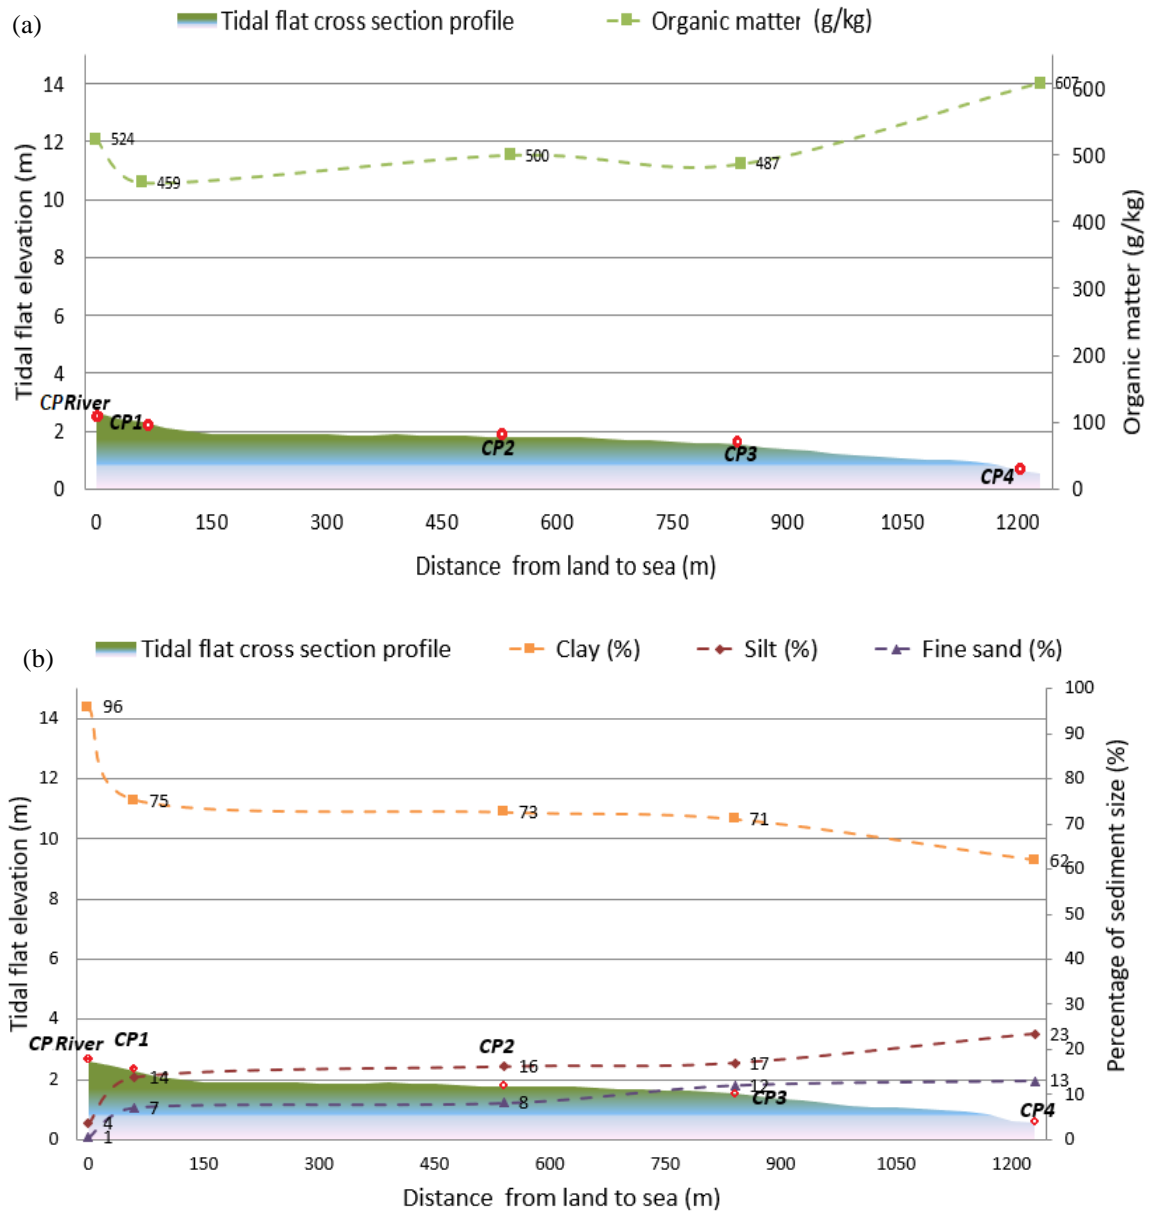 (a)
Tidal flat cross section profile Organic matter (g/kg)
14
12
10
8
6
4
2
0
Tidal flat elevation (m)
524
459
500
487
607
600
500
400
300
200
100
0
Organic matter (g/kg)
CPRiver
CP1
CP2
CP3
CP4
0 150 300 450 600 750 900 1050 1200
Distance from land to sea (m)
(b)
Tidal flat cross section profile Clay (%) Silt (%) Fine sand (%)
14
12
10
8
6
4
2
0
Tidal flat elevation (m)
96
75
73
71
62
100
90
80
70
60
50
40
30
20
10
0
Percentage of sediment size (%)
CPRiver
CP1
CP2
CP3
CP4
4
14
16
17
23
1
7
8
12
13
0 150 300 450 600 750 900 1050 1200
Distance from land to sea (m)